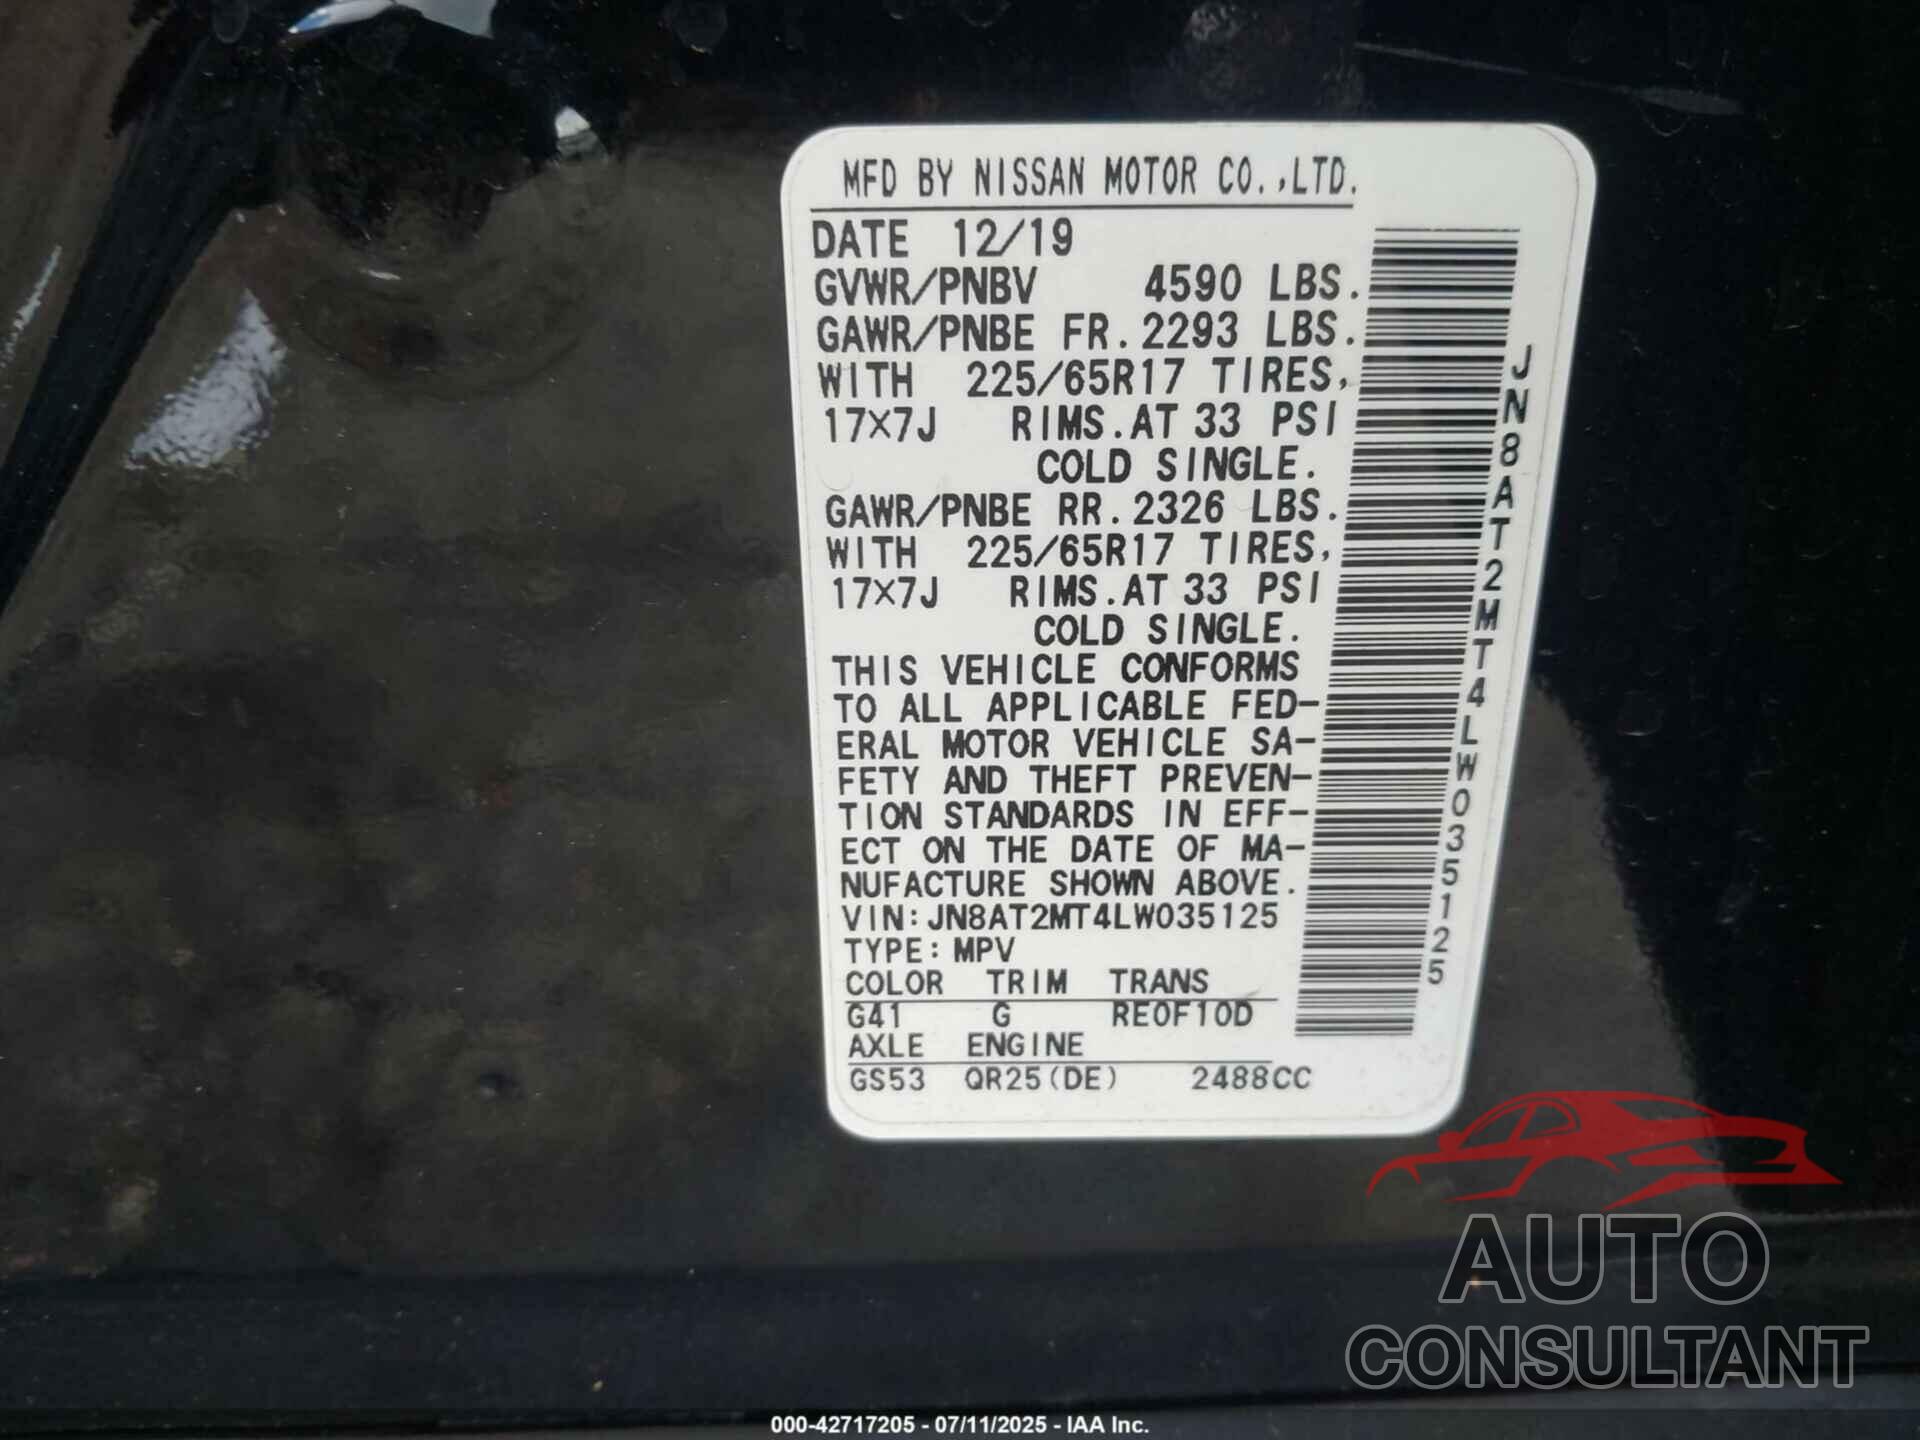 MFD BY NISSAN MOTOR CO.,LTD.
DATE 12/19
GVWR/PNBV 4590 LBS.
GAWR/PNBE FR. 2293 LBS.
WITH 225/65R17 TIRES,
17×7J RIMS.AT 33 PSI
COLD SINGLE.
GAWR/PNBE RR. 2326 LBS.
WITH 225/65R17 TIRES,
17×7J RIMS.AT 33 PSI
COLD SINGLE.
THIS VEHICLE CONFORMS
TO ALL APPLICABLE FED-
ERAL MOTOR VEHICLE SA-
FETY AND THEFT PREVEN-
TION STANDARDS IN EFF-
ECT ON THE DATE OF MA-
NUFACTURE SHOWN ABOVE.
VIN:JN8AT2MT4LW035125
TYPE:MPV
COLOR TRIM TRANS
G41 G RE0F10D
AXLE ENGINE
GS53 QR25(DE) 2488CC
JN8AT2MT4LW035125
AUTO
CONSULTANT
000-42717205 - 07/11/2025 - IAA Inc.